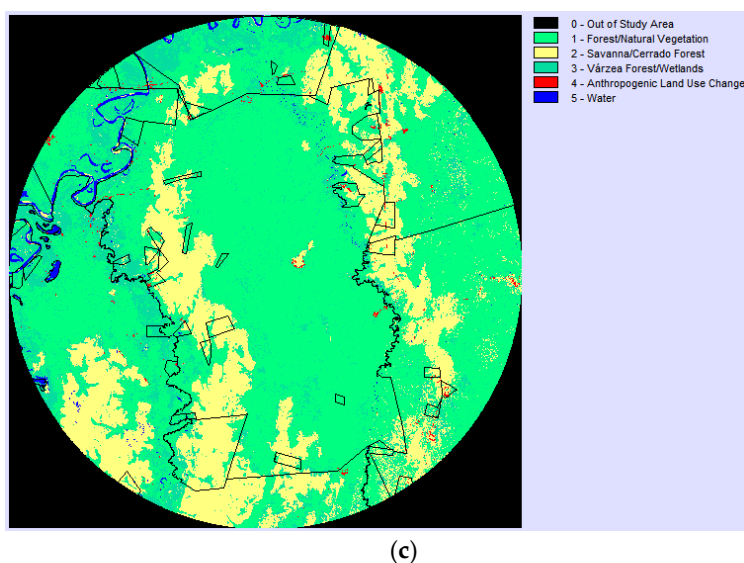 0 - Out of Study Area
1 - Forest/Natural Vegetation
2 - Savanna/Cerrado Forest
3 - Várzea Forest/Wetlands
4 - Anthropogenic Land Use Change
5 - Water
(c)